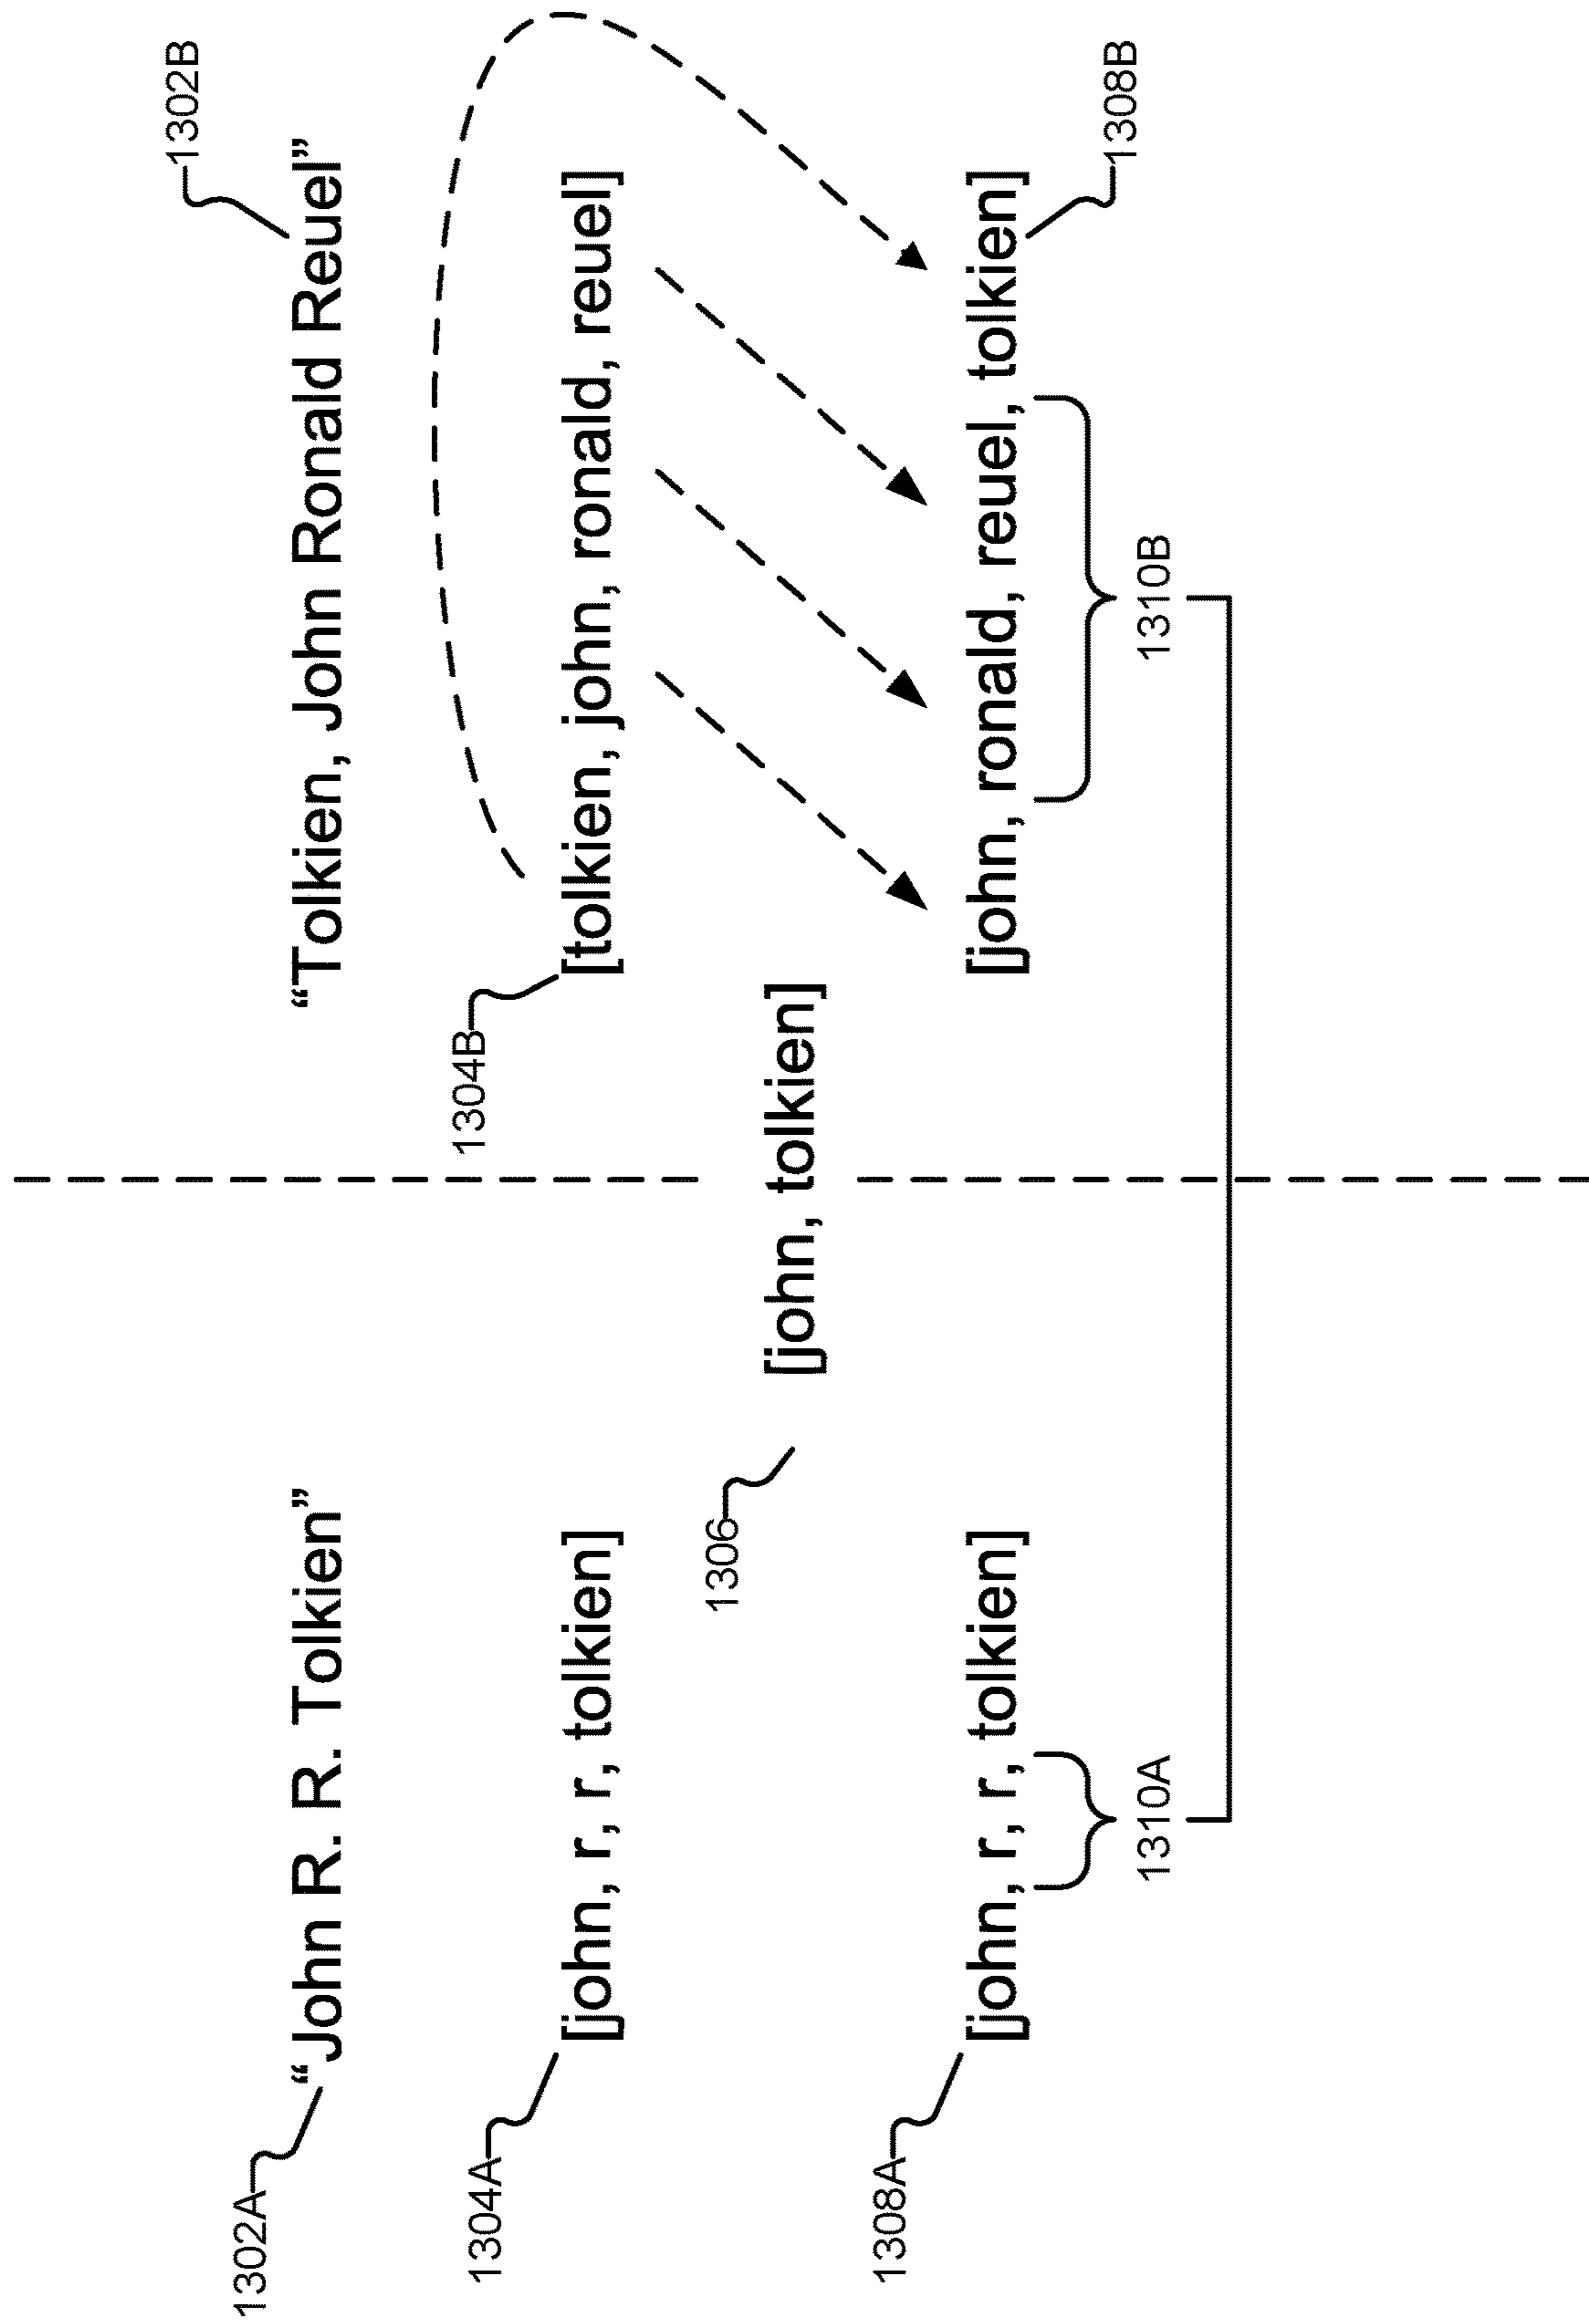 1302A
“John R. R. Tolkien”
“Tolkien, John Ronald Reuel”
1302B
1304A
[john, r, r, tolkien]
1304B
[tolkien, john, ronald, reuel]
1306
[john, tolkien]
1308A
[john, r, r, tolkien]
[john, ronald, reuel, tolkien]
1308B
1310A
1310B